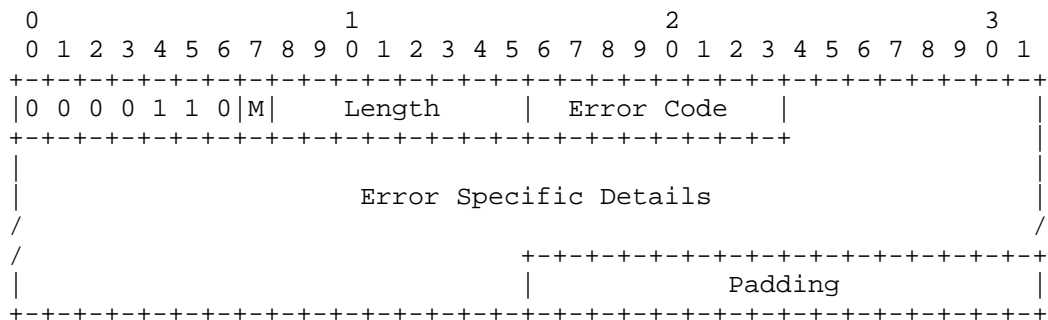 0                   1                   2                   3
 0 1 2 3 4 5 6 7 8 9 0 1 2 3 4 5 6 7 8 9 0 1 2 3 4 5 6 7 8 9 0 1
+-+-+-+-+-+-+-+-+-+-+-+-+-+-+-+-+-+-+-+-+-+-+-+-+-+-+-+-+-+-+-+-+
|0 0 0 0 1 1 0|M|    Length     |  Error Code   |               |
+-+-+-+-+-+-+-+-+-+-+-+-+-+-+-+-+-+-+-+-+-+-+-+-+               |
|                                                               |
|                     Error Specific Details                    |
/                                                               /
/                               +-+-+-+-+-+-+-+-+-+-+-+-+-+-+-+-+
|                               |            Padding            |
+-+-+-+-+-+-+-+-+-+-+-+-+-+-+-+-+-+-+-+-+-+-+-+-+-+-+-+-+-+-+-+-+